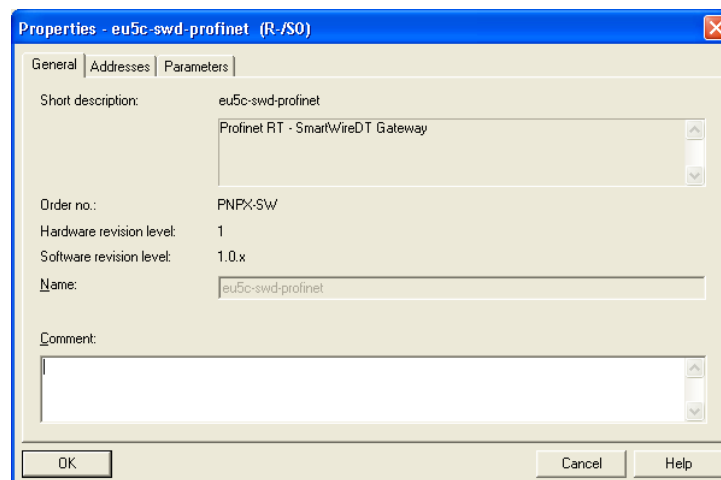 Properties - eu5c-swd-profinet (R-/S0)
General Addresses Parameters
Short description: eu5c-swd-profinet
Profinet RT - SmartWireDT Gateway
Order no.: PNPX-SW
Hardware revision level: 1
Software revision level: 1.0.x
Name: eu5c-swd-profinet
Comment:
OK Cancel Help